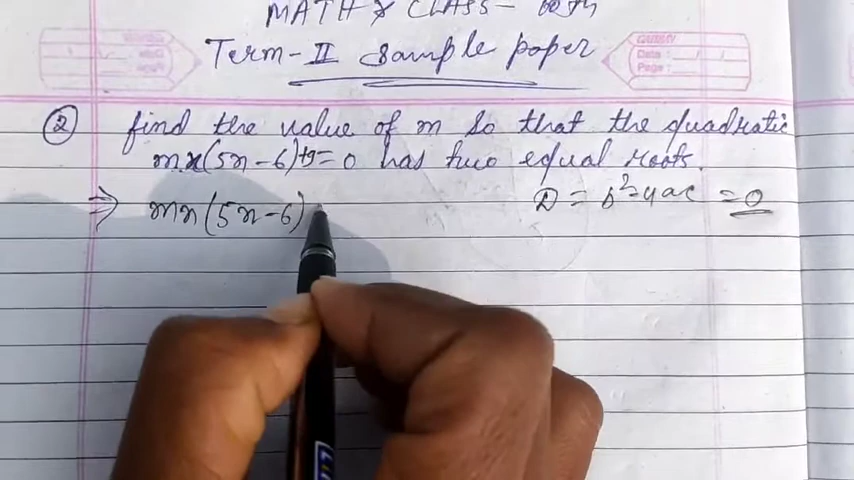 MATH X CLASS - 10th
Term-II Sample paper
Date :
Page :
② find the value of m so that the quadratic
mx(5x-6)+9=0 has two equal roots.
⇒ mx(5x-6)
D = b²-4ac = 0